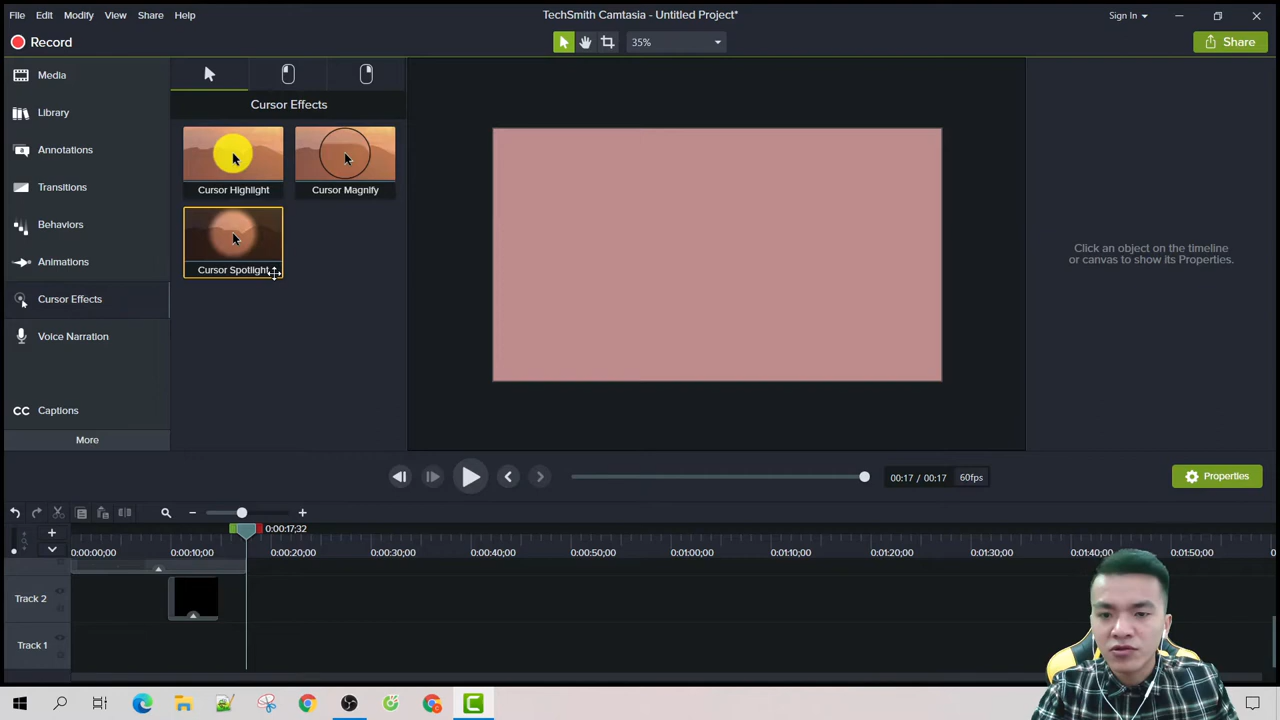 File Edit Modify View Share Help
TechSmith Camtasia - Untitled Project*
Sign In
Record
35%
Share
Media
Library
Annotations
Transitions
Behaviors
Animations
Cursor Effects
Voice Narration
CC Captions
More
Cursor Effects
Cursor Highlight
Cursor Magnify
Cursor Spotlight
Click an object on the timeline
or canvas to show its Properties.
00:17 / 00:17
60fps
Properties
0:00:17;32
0:00:00;00 0:00:10;00 0:00:20;00 0:00:30;00 0:00:40;00 0:00:50;00 0:01:00;00 0:01:10;00 0:01:20;00 0:01:30;00 0:01:40;00 0:01:50;00
Track 2
Track 1